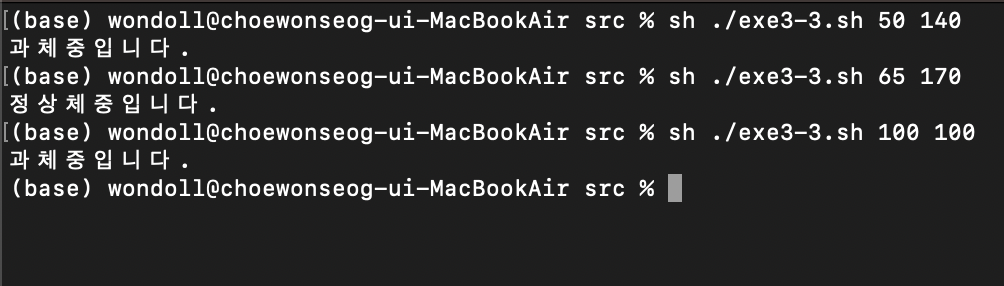 (base) wondoll@choewonseog-ui-MacBookAir src % sh ./exe3-3.sh 50 140
과체중입니다.
(base) wondoll@choewonseog-ui-MacBookAir src % sh ./exe3-3.sh 65 170
정상체중입니다.
(base) wondoll@choewonseog-ui-MacBookAir src % sh ./exe3-3.sh 100 100
과체중입니다.
(base) wondoll@choewonseog-ui-MacBookAir src %